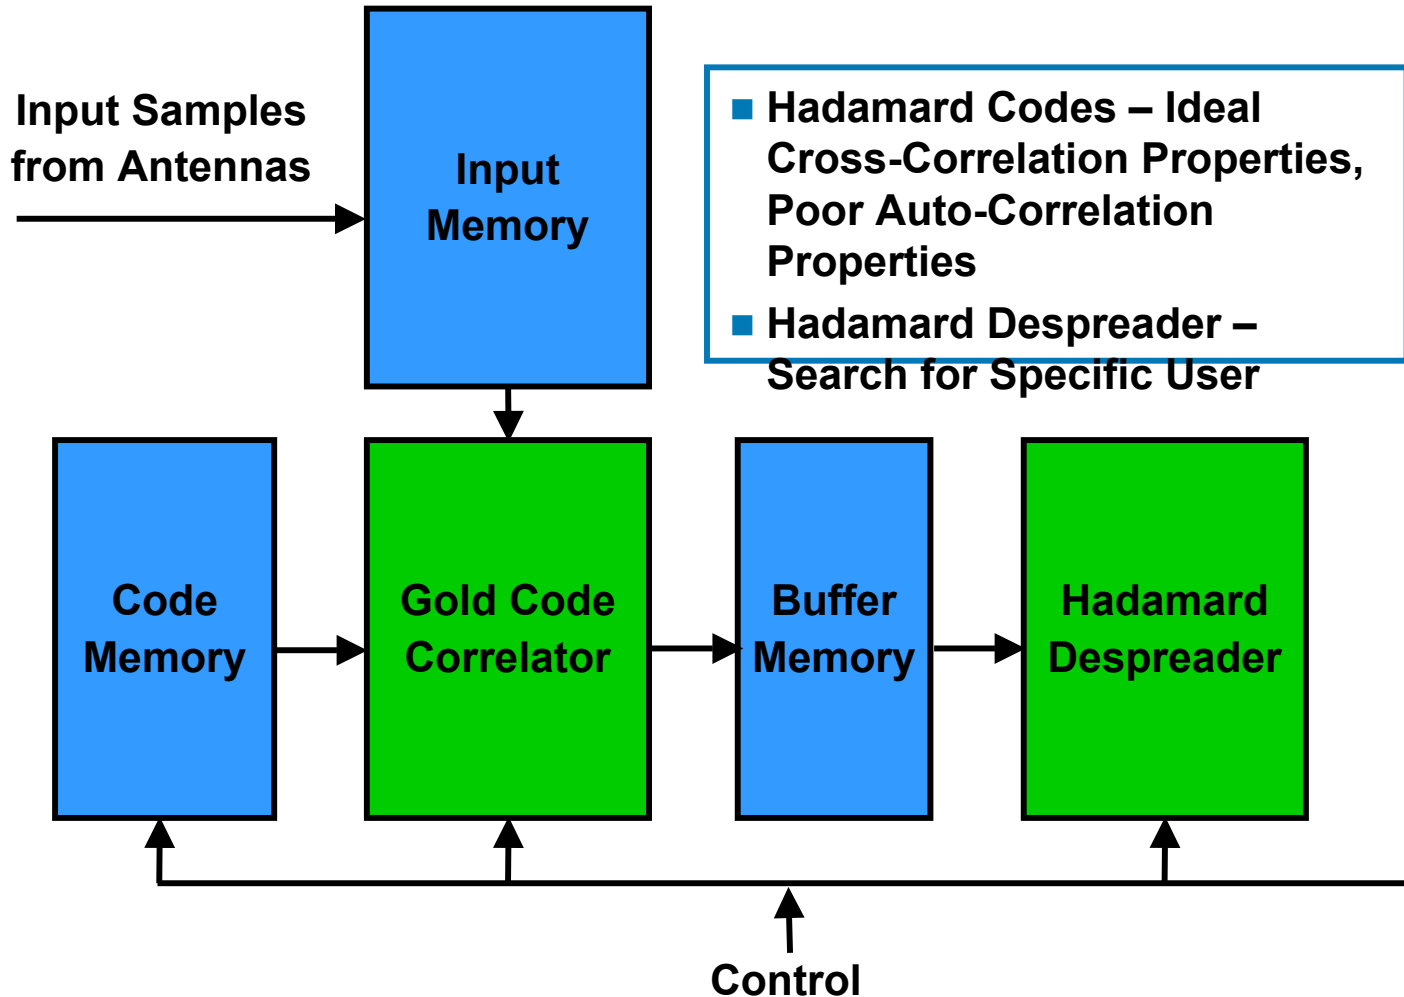 Input Samples
from Antennas
Input
Memory
Hadamard Codes – Ideal
Cross-Correlation Properties,
Poor Auto-Correlation
Properties
Hadamard Despreader –
Search for Specific User
Code
Memory
Gold Code
Correlator
Buffer
Memory
Hadamard
Despreader
Control